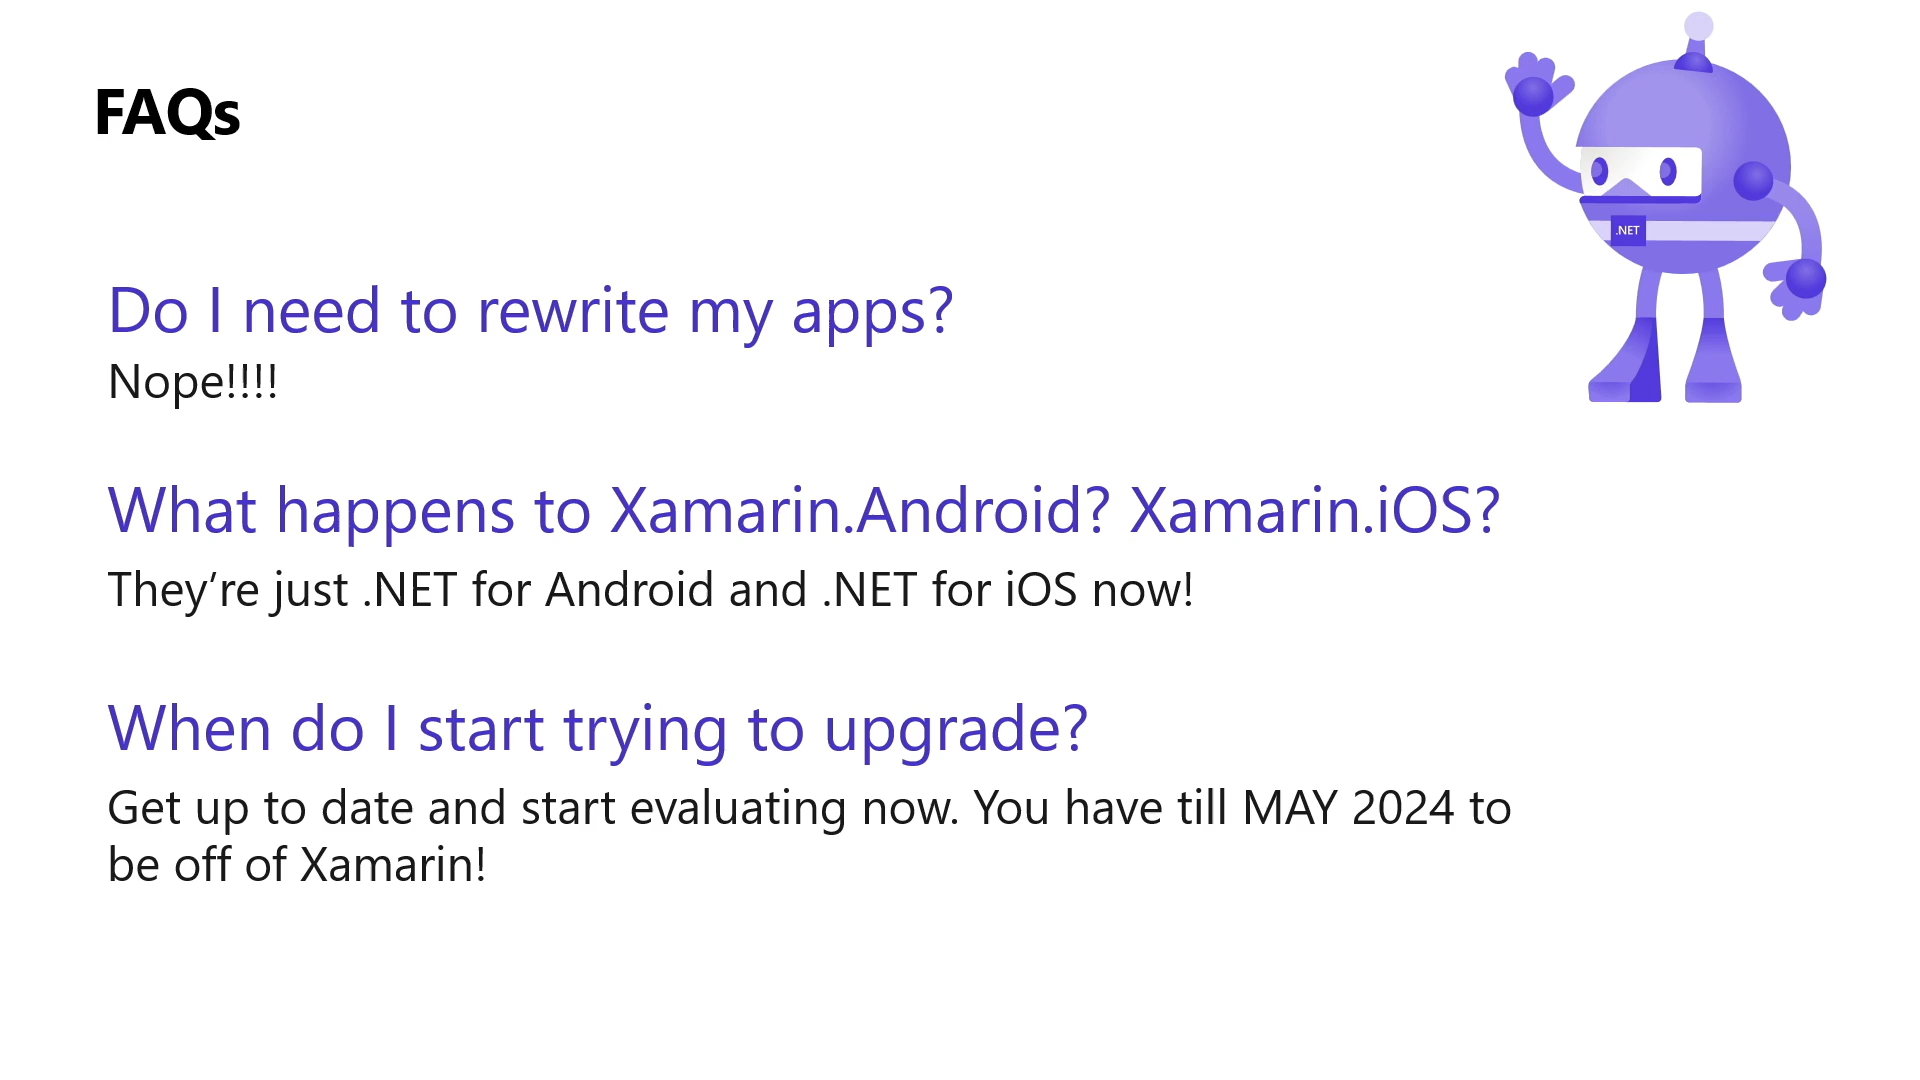 FAQs
.NET
Do I need to rewrite my apps?
Nope!!!!
What happens to Xamarin.Android? Xamarin.iOS?
They’re just .NET for Android and .NET for iOS now!
When do I start trying to upgrade?
Get up to date and start evaluating now. You have till MAY 2024 to
be off of Xamarin!